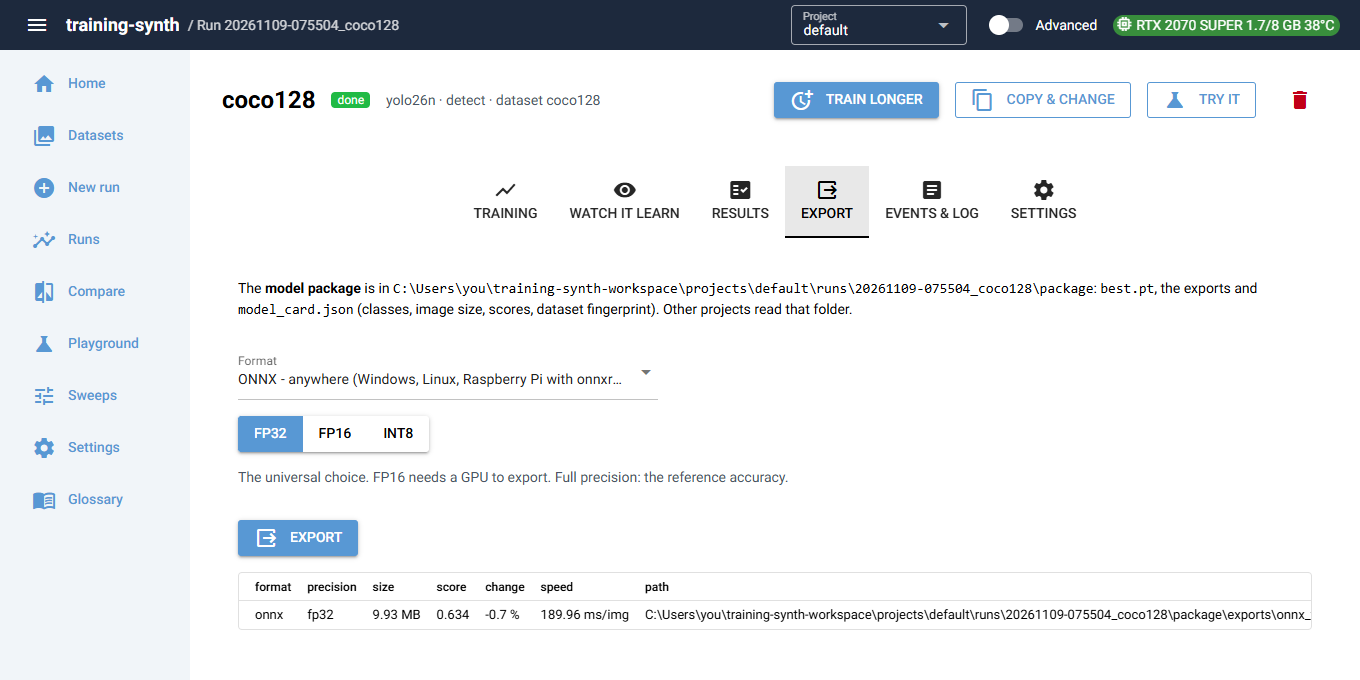 training-synth / Run 20261109-075504_coco128
Project
default
Advanced
RTX 2070 SUPER 1.7/8 GB 38°C
Home
Datasets
New run
Runs
Compare
Playground
Sweeps
Settings
Glossary
coco128 done yolo26n · detect · dataset coco128
TRAIN LONGER
COPY & CHANGE
TRY IT
TRAINING
WATCH IT LEARN
RESULTS
EXPORT
EVENTS & LOG
SETTINGS
The model package is in C:\Users\you\training-synth-workspace\projects\default\runs\20261109-075504_coco128\package: best.pt, the exports and
model_card.json (classes, image size, scores, dataset fingerprint). Other projects read that folder.
Format
ONNX - anywhere (Windows, Linux, Raspberry Pi with onnxr...
FP32 FP16 INT8
The universal choice. FP16 needs a GPU to export. Full precision: the reference accuracy.
EXPORT
format precision size score change speed path
onnx fp32 9.93 MB 0.634 -0.7 % 189.96 ms/img C:\Users\you\training-synth-workspace\projects\default\runs\20261109-075504_coco128\package\exports\onnx_